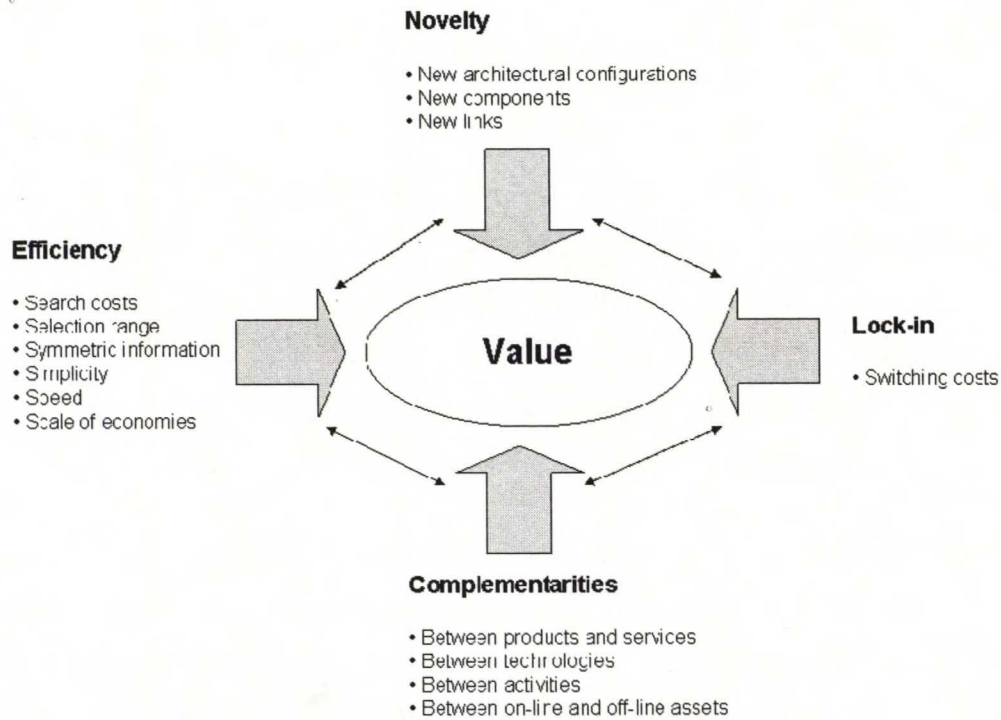 Novelty
• New architectural configurations
• New components
• New links
Efficiency
• Search costs
• Selection range
• Symmetric information
• Simplicity
• Speed
• Scale of economies
Value
Lock-in
• Switching costs
Complementarities
• Between products and services
• Between technologies
• Between activities
• Between on-line and off-line assets